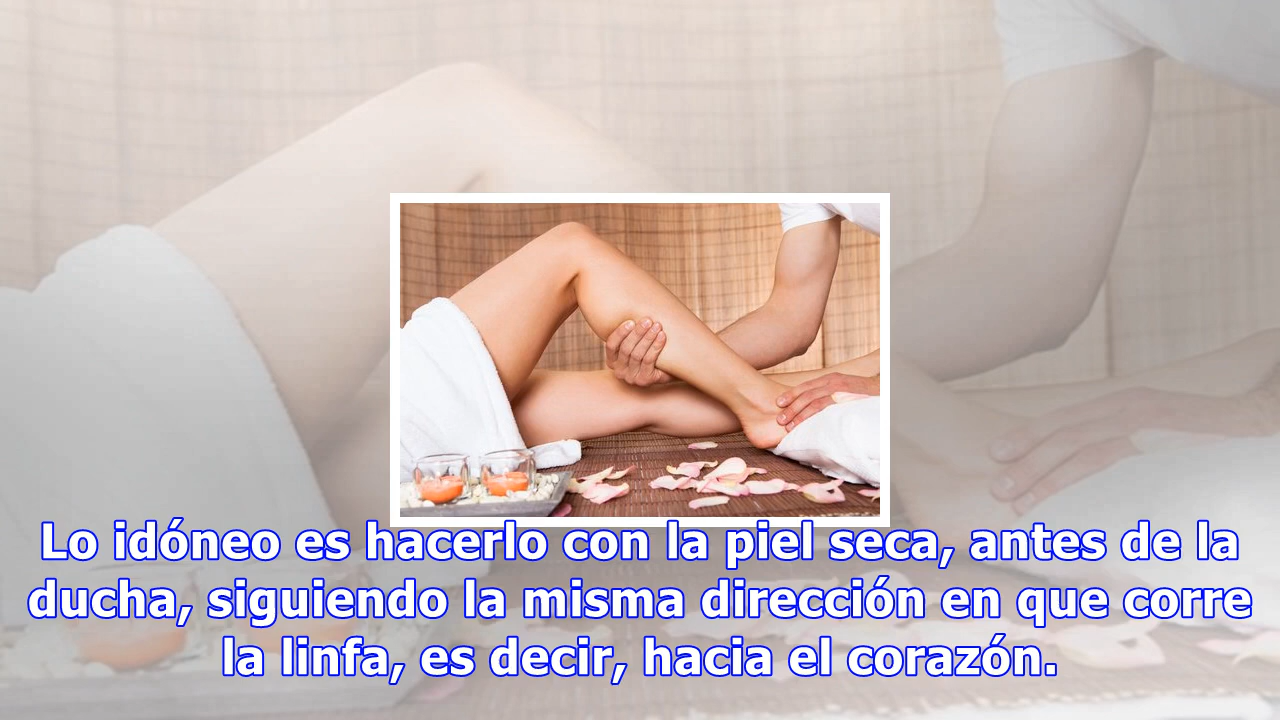 Lo idóneo es hacerlo con la piel seca, antes de la
ducha, siguiendo la misma dirección en que corre
la linfa, es decir, hacia el corazón.